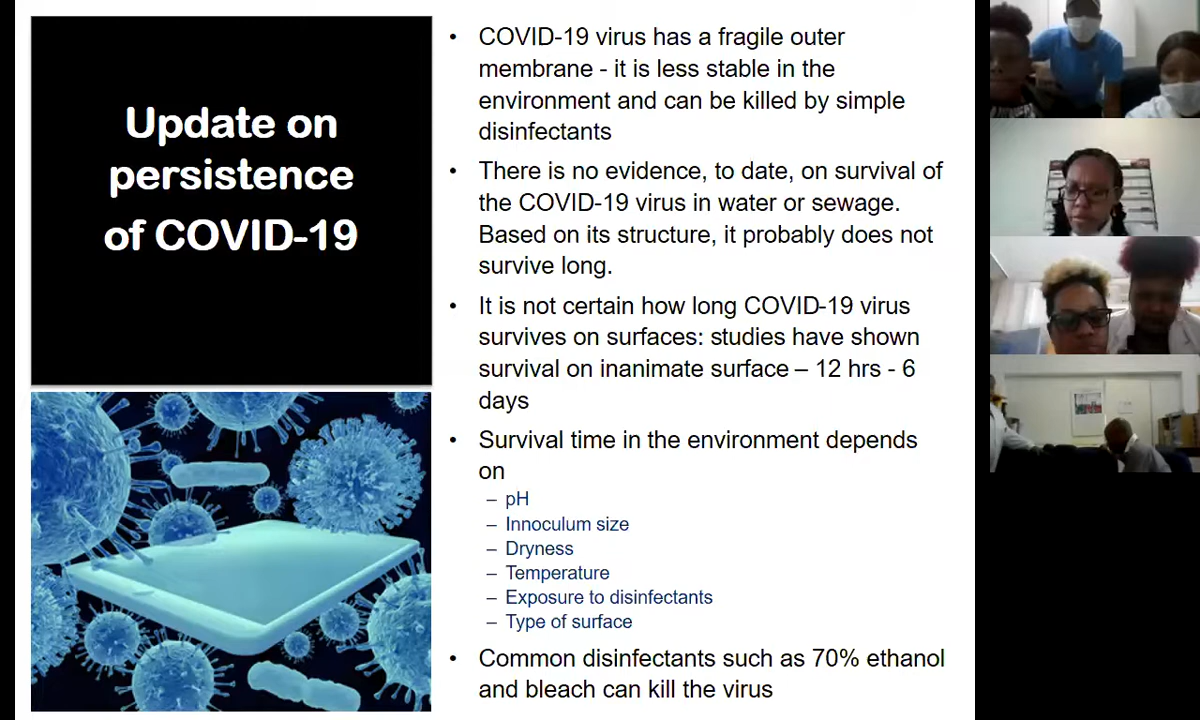 Update on
persistence
of COVID-19
• COVID-19 virus has a fragile outer
membrane - it is less stable in the
environment and can be killed by simple
disinfectants
• There is no evidence, to date, on survival of
the COVID-19 virus in water or sewage.
Based on its structure, it probably does not
survive long.
• It is not certain how long COVID-19 virus
survives on surfaces: studies have shown
survival on inanimate surface – 12 hrs - 6
days
• Survival time in the environment depends
on
– pH
– Innoculum size
– Dryness
– Temperature
– Exposure to disinfectants
– Type of surface
• Common disinfectants such as 70% ethanol
and bleach can kill the virus